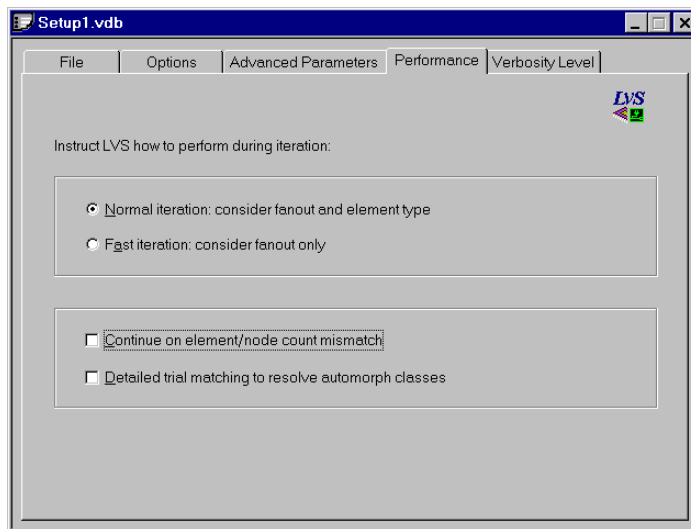 Setup1.vdb
File Options Advanced Parameters Performance Verbosity Level
LVS
Instruct LVS how to perform during iteration:
Normal iteration: consider fanout and element type
Fast iteration: consider fanout only
Continue on element/node count mismatch
Detailed trial matching to resolve automorph classes